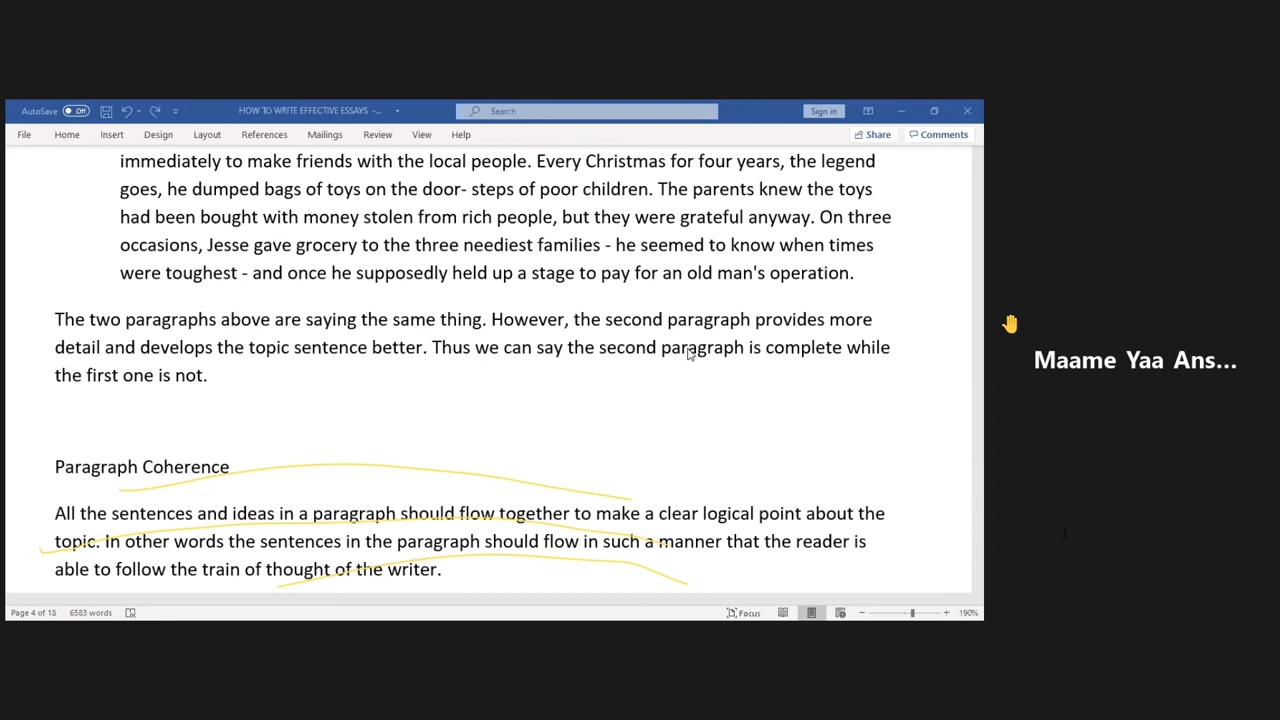 AutoSave Off HOW TO WRITE EFFECTIVE ESSAYS -... Search Sign in
File Home Insert Design Layout References Mailings Review View Help Share Comments
immediately to make friends with the local people. Every Christmas for four years, the legend
goes, he dumped bags of toys on the door- steps of poor children. The parents knew the toys
had been bought with money stolen from rich people, but they were grateful anyway. On three
occasions, Jesse gave grocery to the three neediest families - he seemed to know when times
were toughest - and once he supposedly held up a stage to pay for an old man's operation.
The two paragraphs above are saying the same thing. However, the second paragraph provides more
detail and develops the topic sentence better. Thus we can say the second paragraph is complete while
the first one is not.
Paragraph Coherence
All the sentences and ideas in a paragraph should flow together to make a clear logical point about the
topic. In other words the sentences in the paragraph should flow in such a manner that the reader is
able to follow the train of thought of the writer.
Page 4 of 18 6583 words Focus 190%
Maame Yaa Ans...